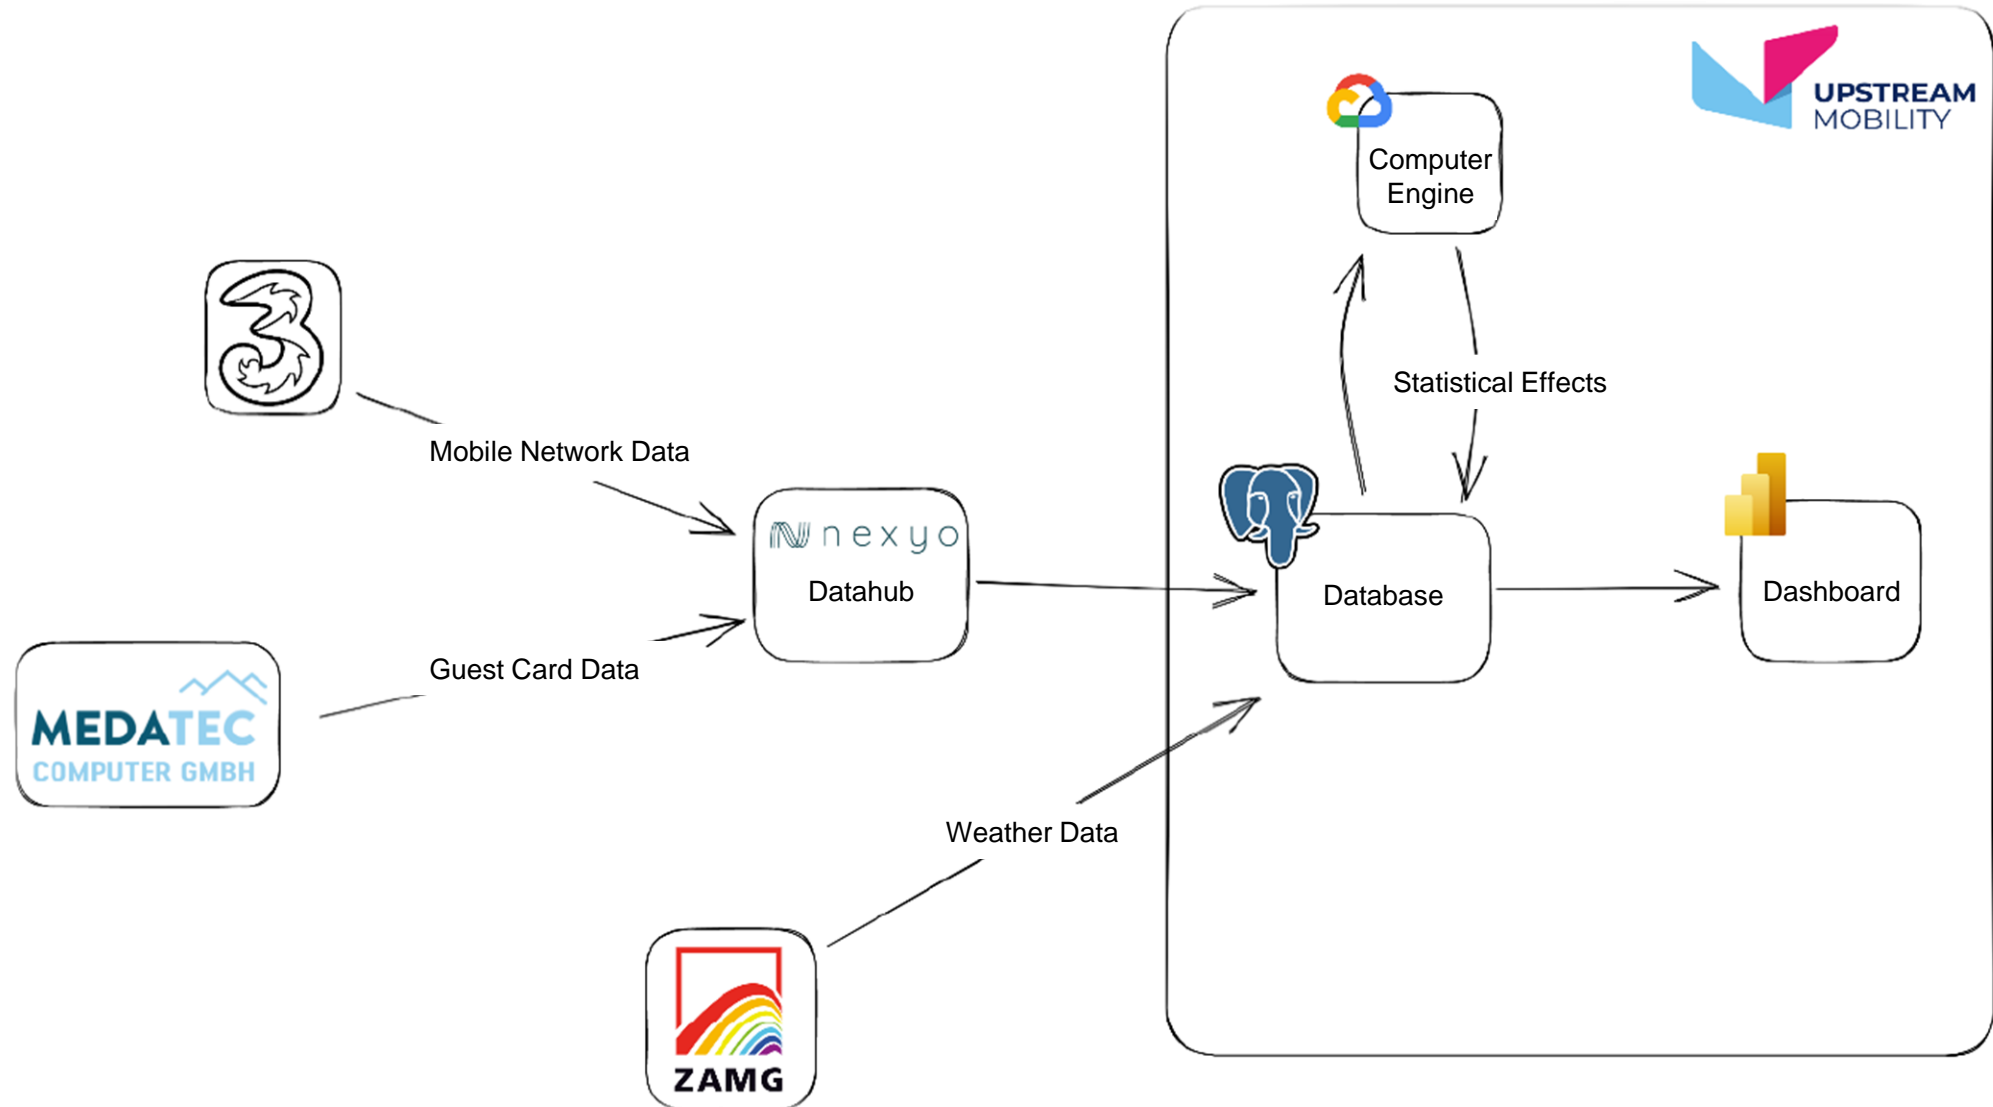 UPSTREAM
MOBILITY
Computer
Engine
3
Statistical Effects
Mobile Network Data
nexyo
Datahub
Database
Dashboard
Guest Card Data
MEDATEC
COMPUTER GMBH
Weather Data
ZAMG